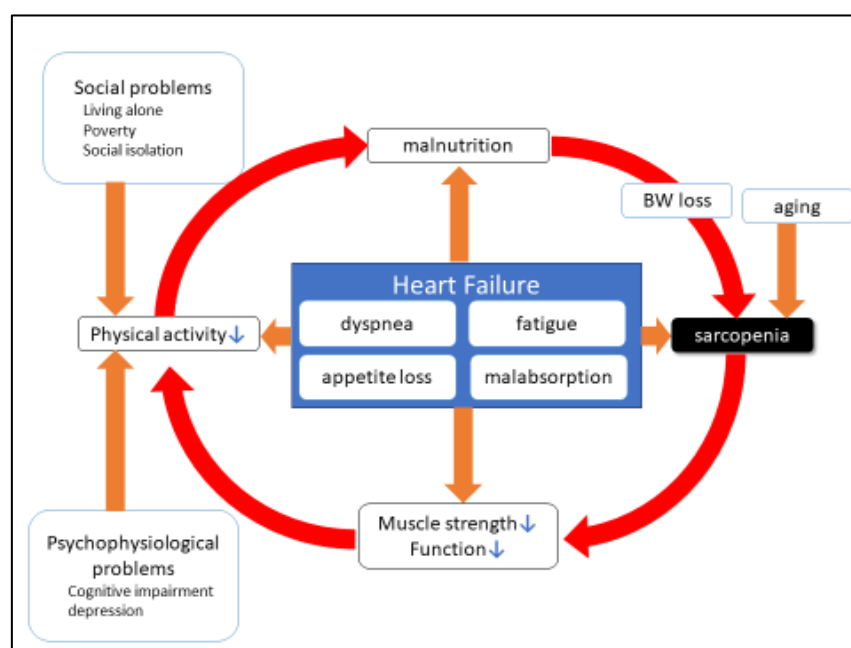 Social problems
Living alone
Poverty
Social isolation
malnutrition
BW loss
aging
Heart Failure
dyspnea
fatigue
appetite loss
malabsorption
Physical activity↓
sarcopenia
Muscle strength↓
Function↓
Psychophysiological
problems
Cognitive impairment
depression